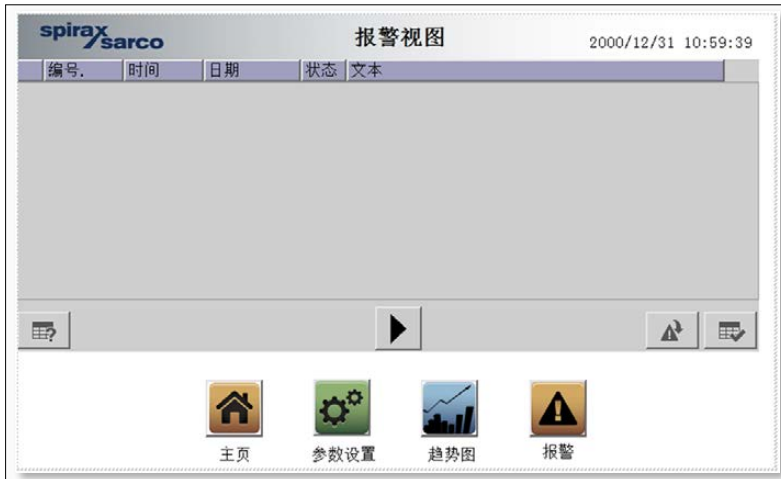 spirax sarco
报警视图
2000/12/31 10:59:39
编号. 时间 日期 状态 文本
主页 参数设置 趋势图 报警